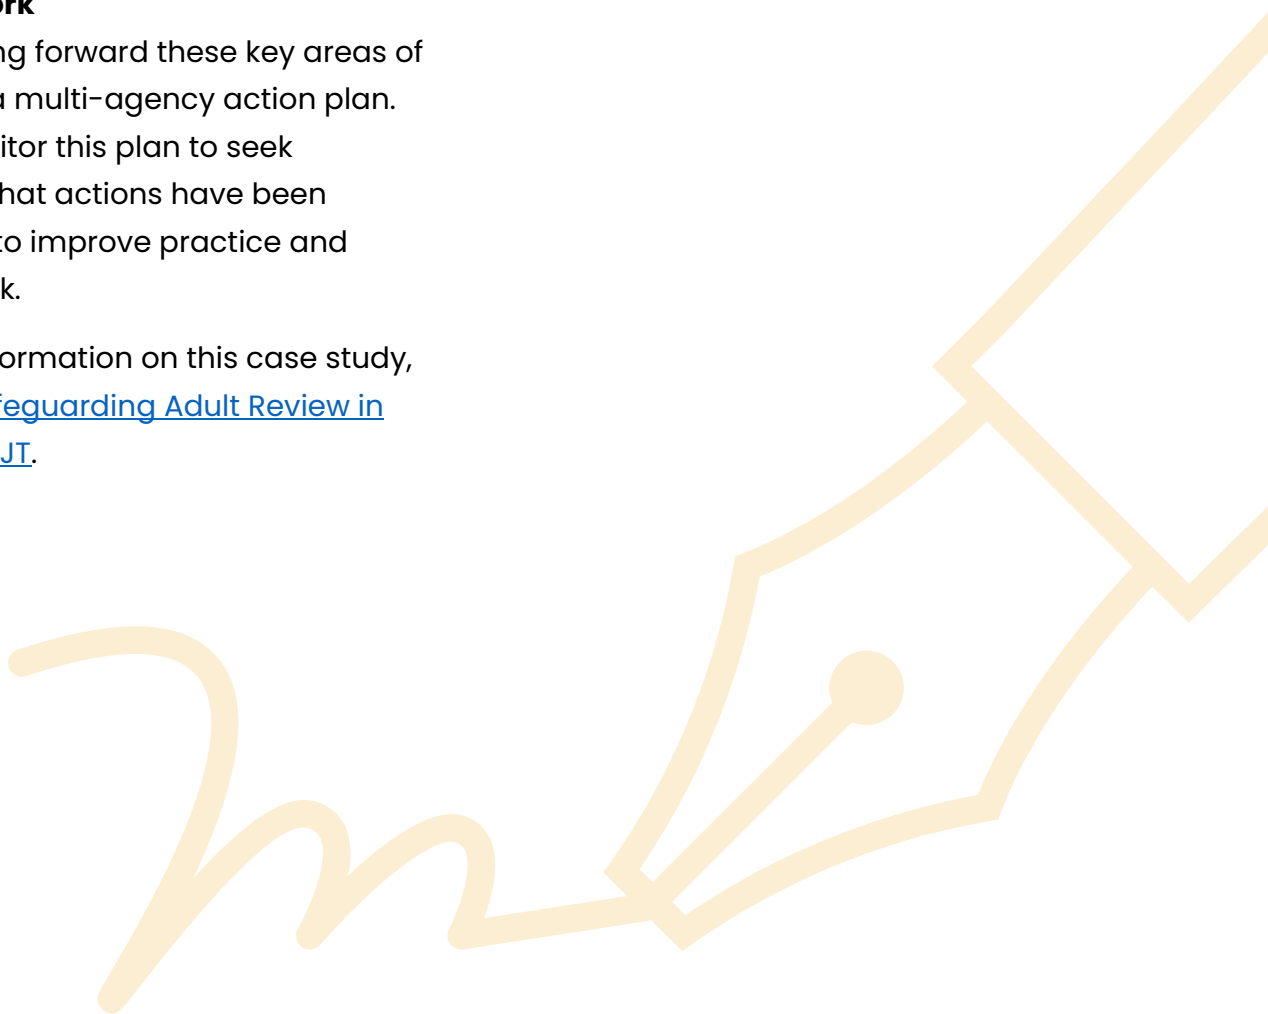 ork
ng forward these key areas of
a multi-agency action plan.
itor this plan to seek
hat actions have been
to improve practice and
k.
ormation on this case study,
feguarding Adult Review in
JT.